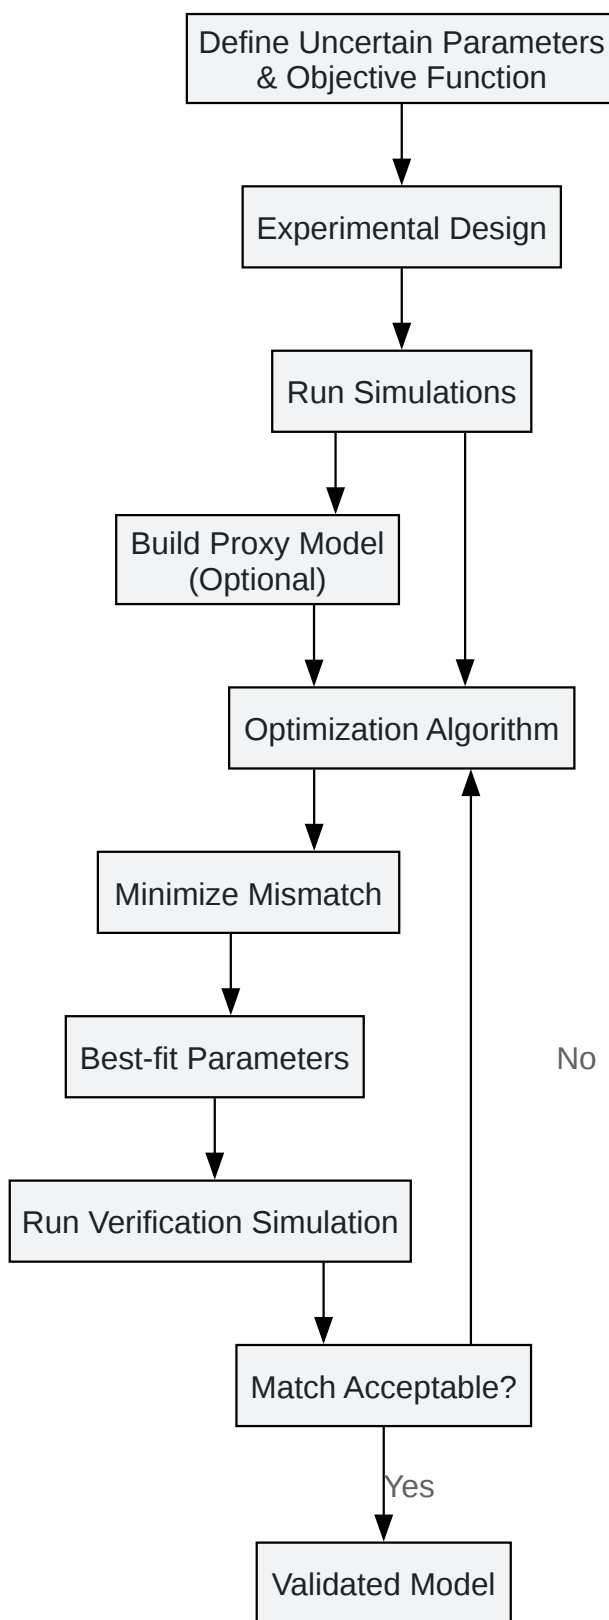 Define Uncertain Parameters
& Objective Function
Experimental Design
Run Simulations
Build Proxy Model
(Optional)
Optimization Algorithm
Minimize Mismatch
Best-fit Parameters
No
Run Verification Simulation
Match Acceptable?
Yes
Validated Model